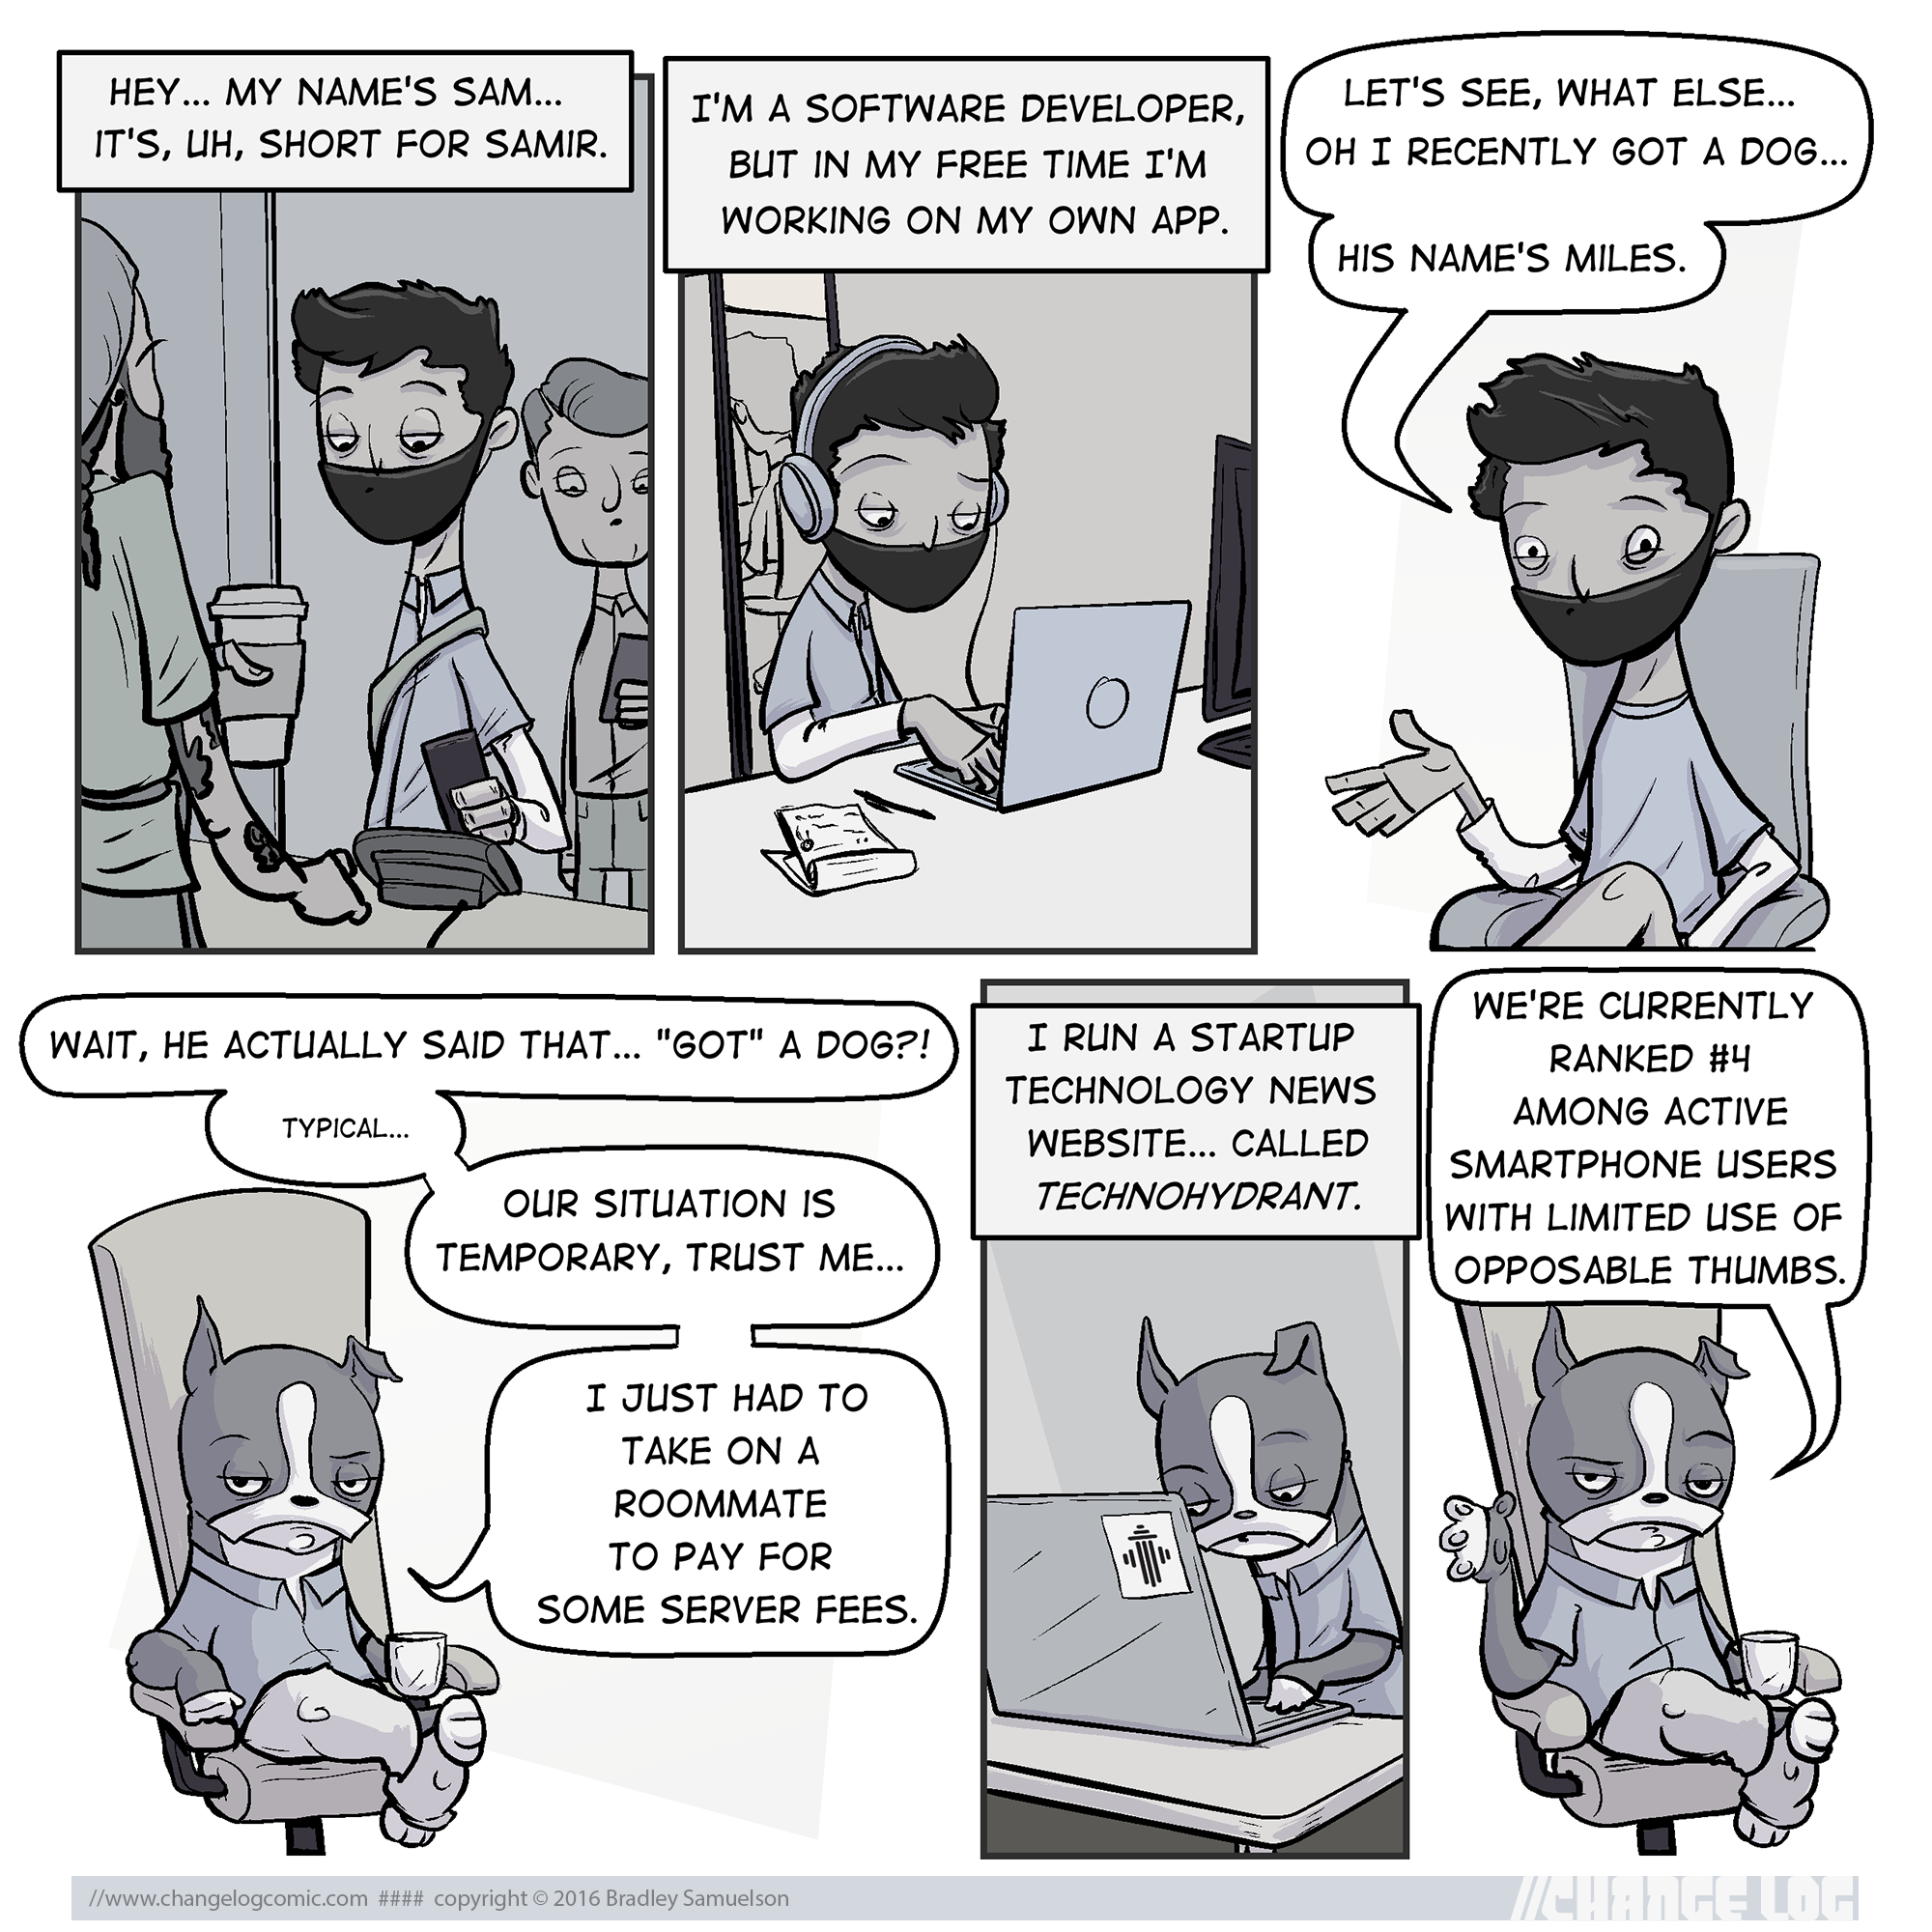 HEY... MY NAME'S SAM...
IT'S, UH, SHORT FOR SAMIR.
I'M A SOFTWARE DEVELOPER,
BUT IN MY FREE TIME I'M
WORKING ON MY OWN APP.
LET'S SEE, WHAT ELSE...
OH I RECENTLY GOT A DOG...
HIS NAME'S MILES.
WAIT, HE ACTUALLY SAID THAT... "GOT" A DOG?!
TYPICAL...
OUR SITUATION IS
TEMPORARY, TRUST ME...
I JUST HAD TO
TAKE ON A
ROOMMATE
TO PAY FOR
SOME SERVER FEES.
I RUN A STARTUP
TECHNOLOGY NEWS
WEBSITE... CALLED
TECHNOHYDRANT.
WE'RE CURRENTLY
RANKED #4
AMONG ACTIVE
SMARTPHONE USERS
WITH LIMITED USE OF
OPPOSABLE THUMBS.
//www.changelogcomic.com #### copyright © 2016 Bradley Samuelson
//CHANGE LOG